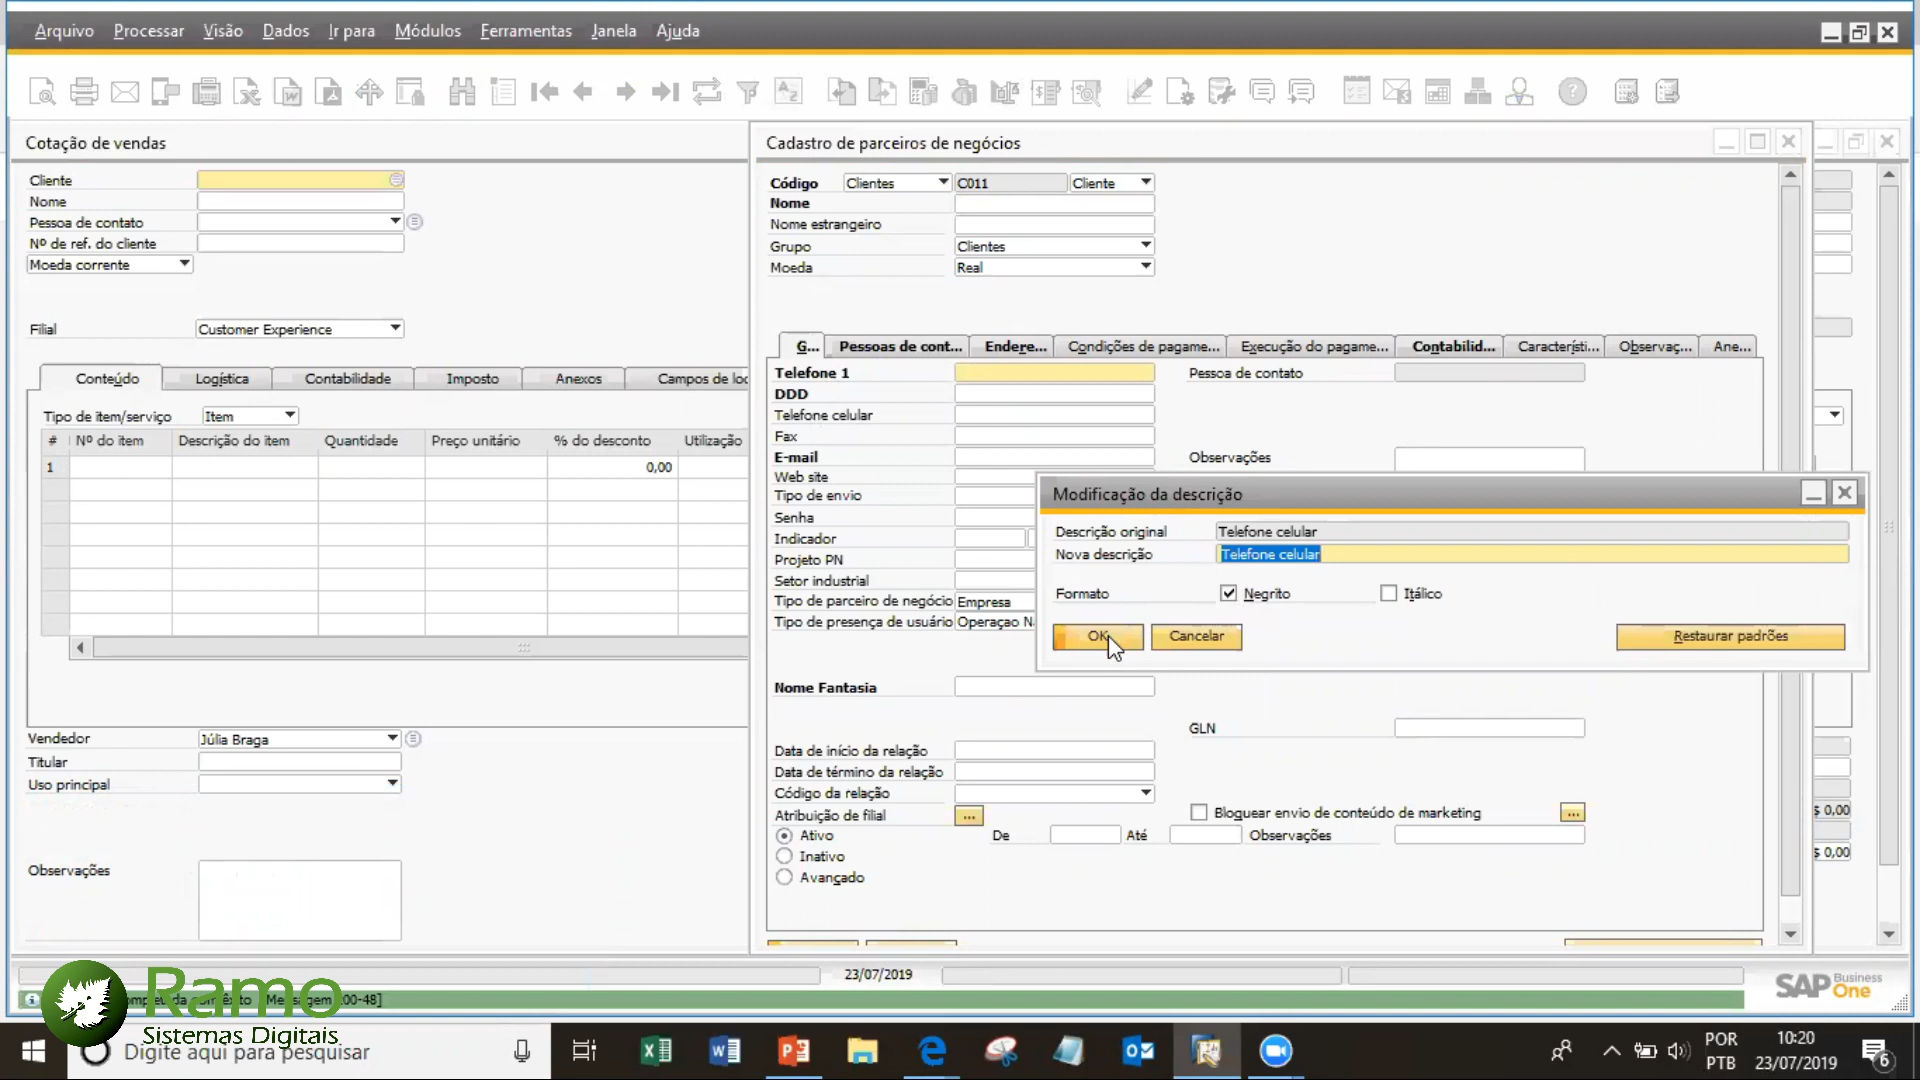 Arquivo Processar Visão Dados Ir para Módulos Ferramentas Janela Ajuda
Cotação de vendas
Cliente
Nome
Pessoa de contato
Nº de ref. do cliente
Moeda corrente
Filial Customer Experience
Conteúdo Logística Contabilidade Imposto Anexos Campos de loc
Tipo de item/serviço Item
# Nº do item Descrição do item Quantidade Preço unitário % do desconto Utilização
1 0,00
Vendedor Júlia Braga
Titular
Uso principal
Observações
Cadastro de parceiros de negócios
Código Clientes C011 Cliente
Nome
Nome estrangeiro
Grupo Clientes
Moeda Real
G... Pessoas de cont... Endere... Condições de pagame... Execução do pagame... Contabilid... Característi... Observaç... Ane...
Telefone 1 Pessoa de contato
DDD
Telefone celular
Fax
E-mail Observações
Web site
Tipo de envio
Senha
Indicador
Projeto PN
Setor industrial
Tipo de parceiro de negócio Empresa
Tipo de presença de usuário Operaçao N
Modificação da descrição
Descrição original Telefone celular
Nova descrição Telefone celular
Formato Negrito Itálico
OK Cancelar Restaurar padrões
Nome Fantasia
GLN
Data de início da relação
Data de término da relação
Código da relação
Atribuição de filial ... Bloquear envio de conteúdo de marketing ...
Ativo De Até Observações
Inativo
Avançado
$ 0,00
$ 0,00
23/07/2019
SAP Business One
Mensagem 00-48]
Ramo
Sistemas Digitais
Digite aqui para pesquisar
POR
PTB
10:20
23/07/2019
6